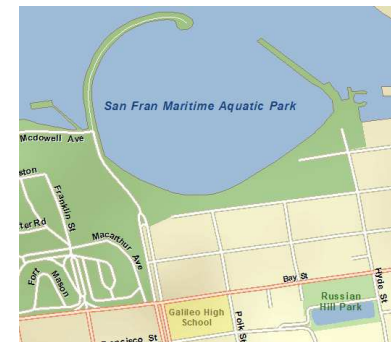 San Fran Maritime Aquatic Park
Mcdowell Ave
Franklin St
Macarthur Ave
Fort
Mason
Bay St
Hyde St
Russian
Hill Park
Galileo High
School
Polk St